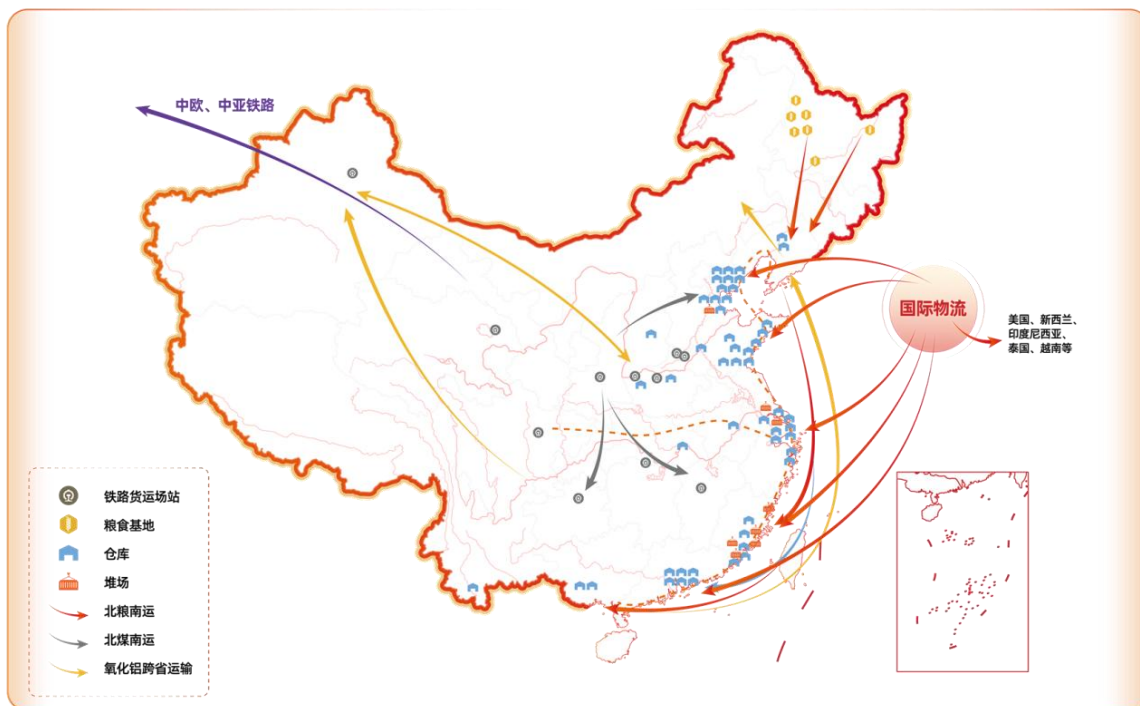 中欧、中亚铁路
国际物流
美国、新西兰、
印度尼西亚、
泰国、越南等
铁路货运场站
粮食基地
仓库
堆场
北粮南运
北煤南运
氧化铝跨省运输